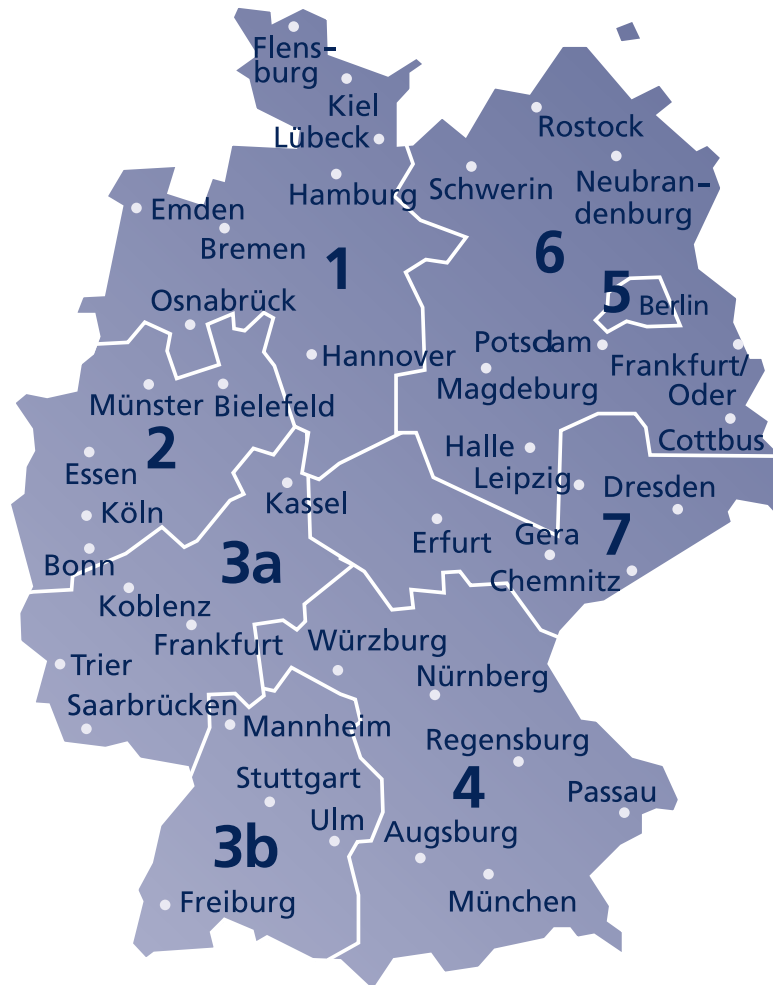 Flens-
burg
Kiel
Lübeck
Rostock
Hamburg
Schwerin
Neubran-
denburg
Emden
Bremen
1
6
5
Berlin
Osnabrück
Hannover
Potsdam
Frankfurt/
Oder
Magdeburg
Münster
Bielefeld
2
Halle
Cottbus
Essen
Leipzig
Dresden
Kassel
Köln
Erfurt
Gera
7
Bonn
3a
Chemnitz
Koblenz
Frankfurt
Würzburg
Trier
Nürnberg
Saarbrücken
Mannheim
Regensburg
Stuttgart
4
Passau
Ulm
Augsburg
3b
Freiburg
München